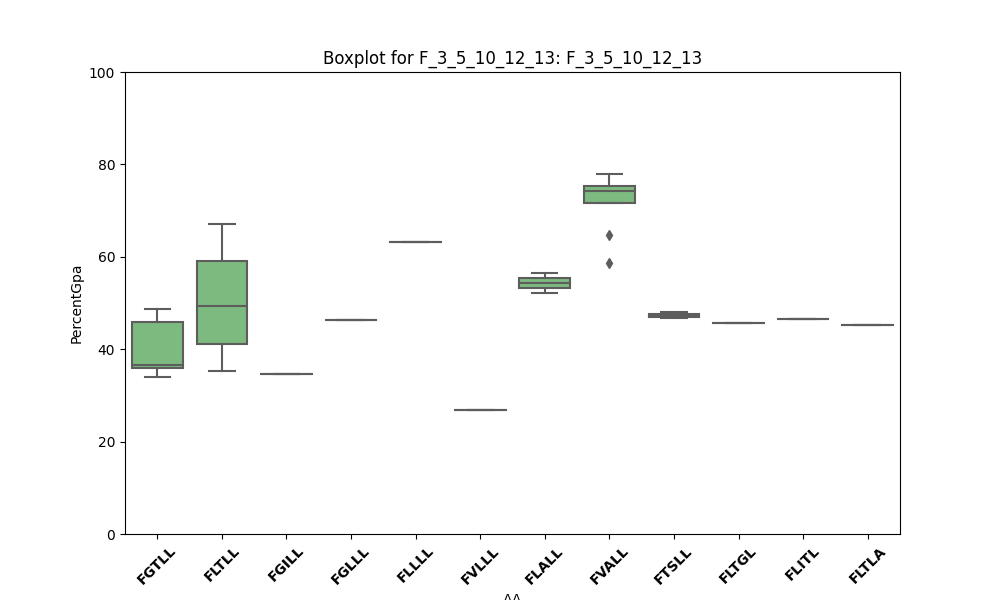 Boxplot for F_3_5_10_12_13: F_3_5_10_12_13
100
80
60
40
20
0
PercentGpa
FGTLL
FLTLL
FGILL
FGLLL
FLLLL
FVLLL
FLALL
FVALL
FTSLL
FLTGL
FLITL
FLTLA
AA